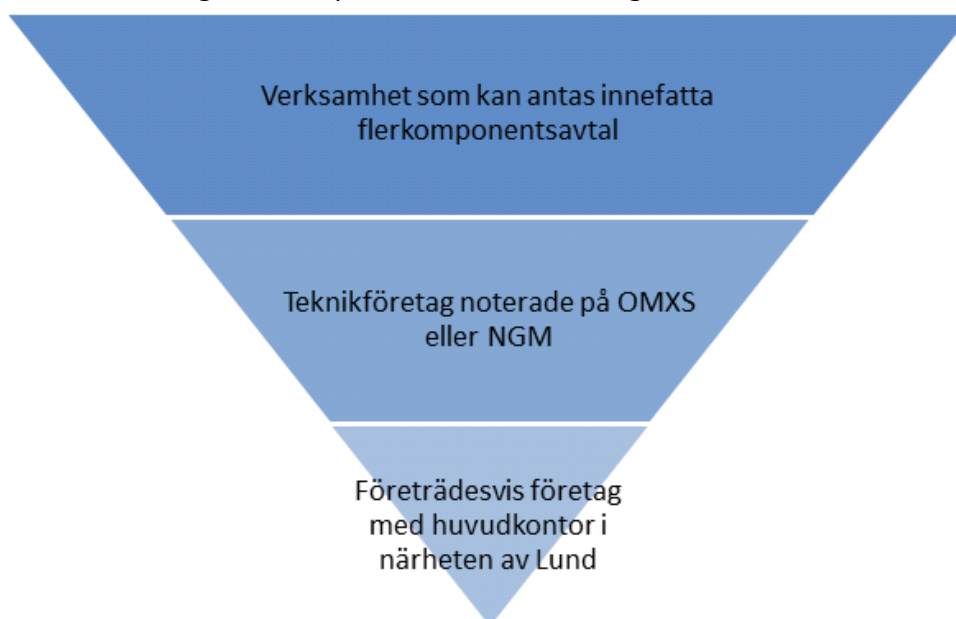 Verksamhet som kan antas innefatta
flerkomponentsavtal
Teknikföretag noterade på OMXS
eller NGM
Företrädesvis företag
med huvudkontor i
närheten av Lund